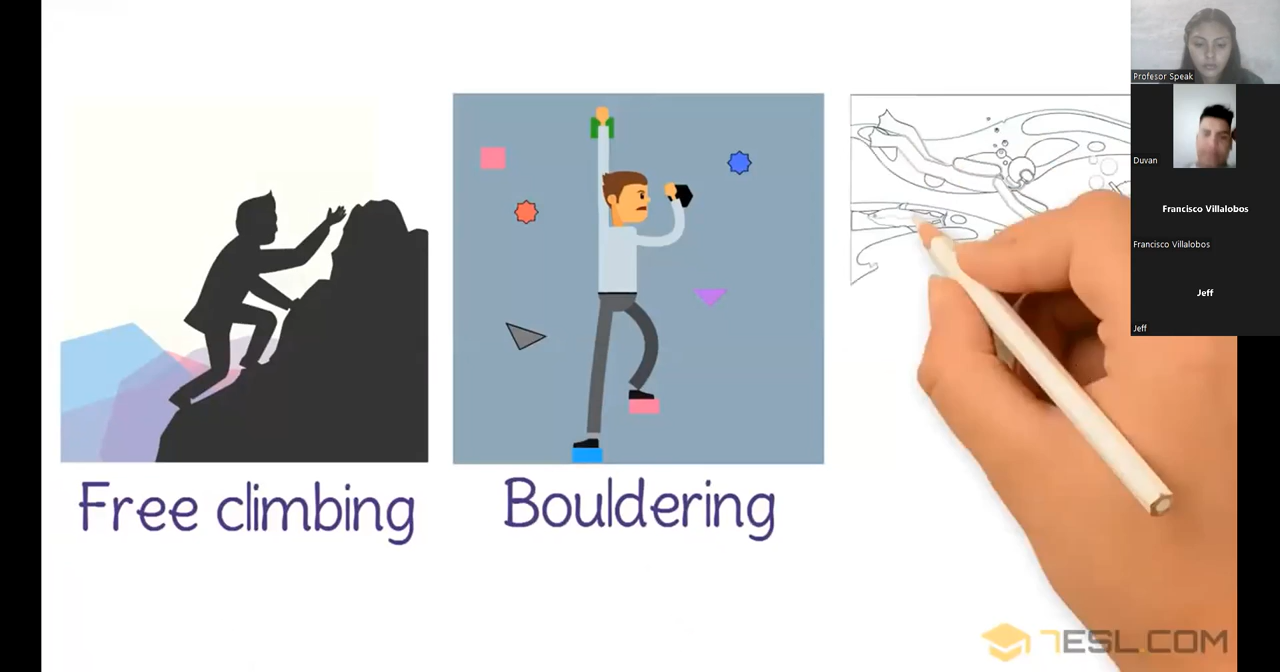 Profesor Speak
Duvan
Francisco Villalobos
Francisco Villalobos
Jeff
Jeff
Free climbing
Bouldering
7ESL.COM